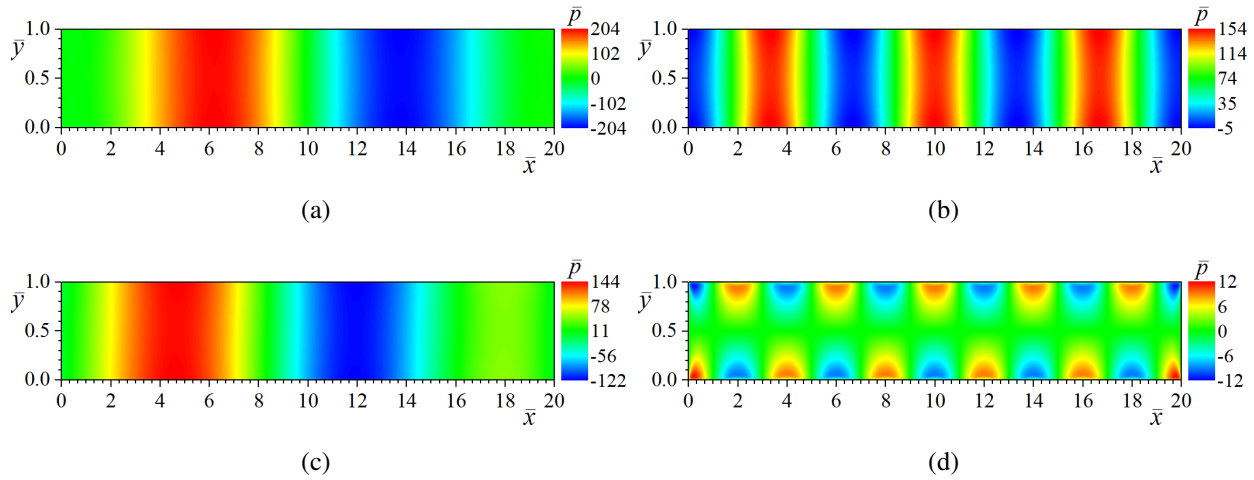 p̄
1.0 204
ȳ 102
0.5 0
-102
0.0 -204
0 2 4 6 8 10 12 14 16 18 20
x̄
(a)
p̄
1.0 154
ȳ 114
0.5 74
35
0.0 -5
0 2 4 6 8 10 12 14 16 18 20
x̄
(b)
p̄
1.0 144
ȳ 78
0.5 11
-56
0.0 -122
0 2 4 6 8 10 12 14 16 18 20
x̄
(c)
p̄
1.0 12
ȳ 6
0.5 0
-6
0.0 -12
0 2 4 6 8 10 12 14 16 18 20
x̄
(d)